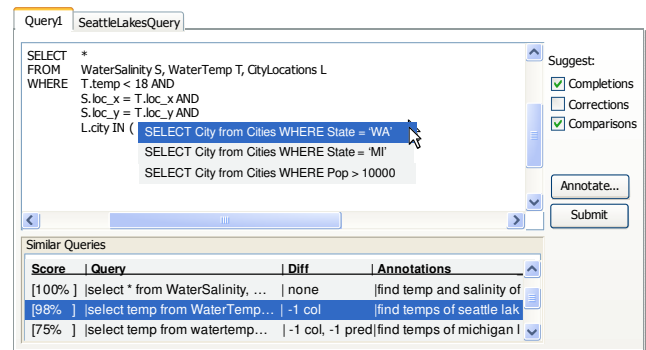 Query1 SeattleLakesQuery
SELECT *
FROM WaterSalinity S, WaterTemp T, CityLocations L
WHERE T.temp < 18 AND
S.loc_x = T.loc_x AND
S.loc_y = T.loc_y AND
L.city IN (
SELECT City from Cities WHERE State = ‘WA’
SELECT City from Cities WHERE State = ‘MI’
SELECT City from Cities WHERE Pop > 10000
Suggest:
Completions
Corrections
Comparisons
Annotate...
Submit
Similar Queries
Score | Query | Diff | Annotations
[100% ] |select * from WaterSalinity, … | none |find temp and salinity of
[98% ] |select temp from WaterTemp… | -1 col |find temps of seattle lak
[75% ] |select temp from watertemp… | -1 col, -1 pred|find temps of michigan l